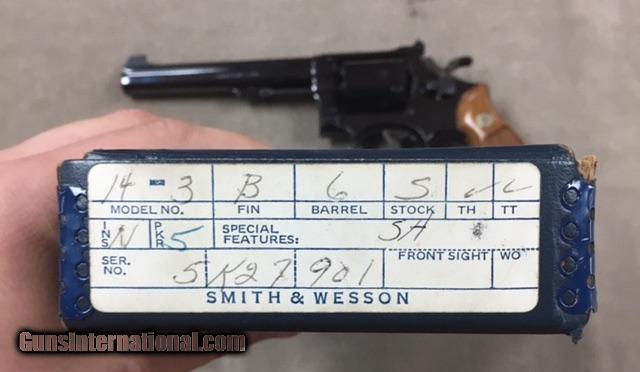 14-3 B 6 S ✓ ✓
MODEL NO. FIN BARREL STOCK TH TT
INS N PKR 5 SPECIAL FEATURES: SA
SER. NO. 5K27901 FRONT SIGHT WO
SMITH & WESSON
GunsInternational.com